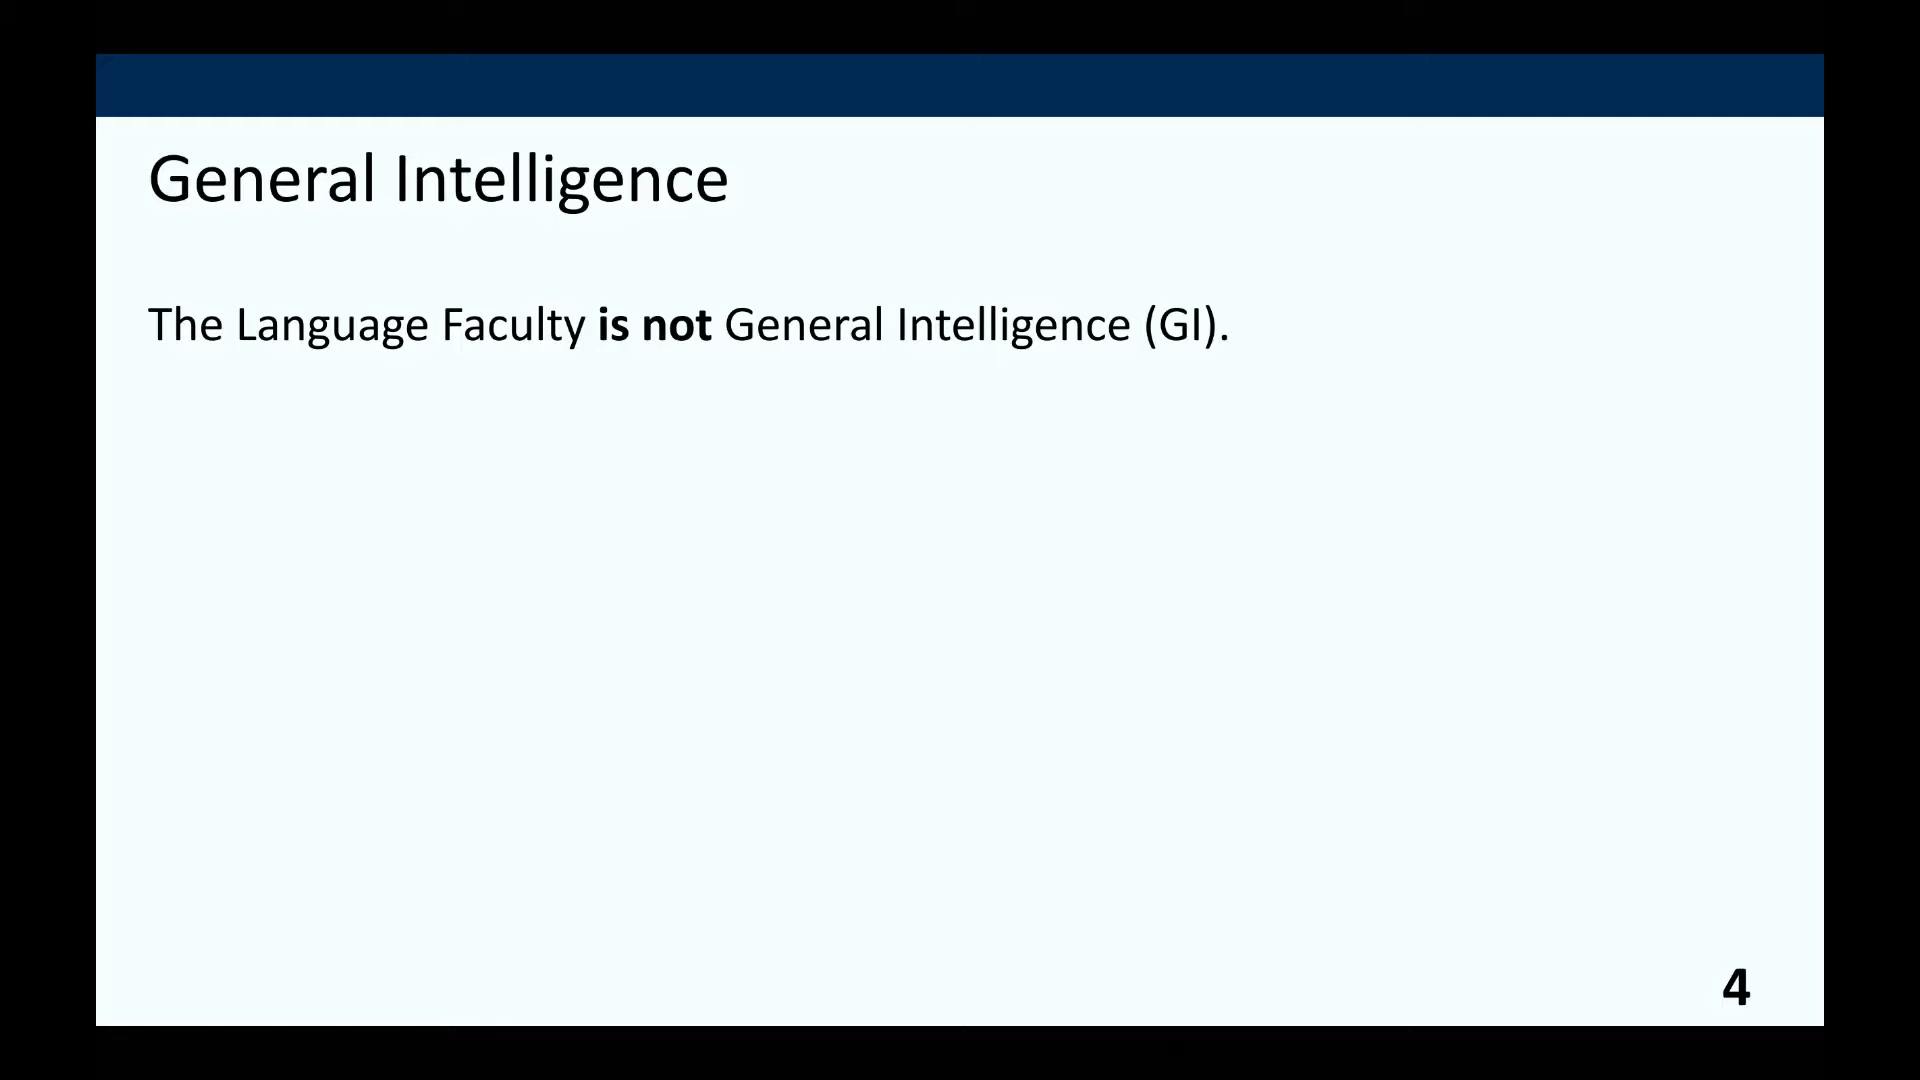 General Intelligence
The Language Faculty is not General Intelligence (GI).
4